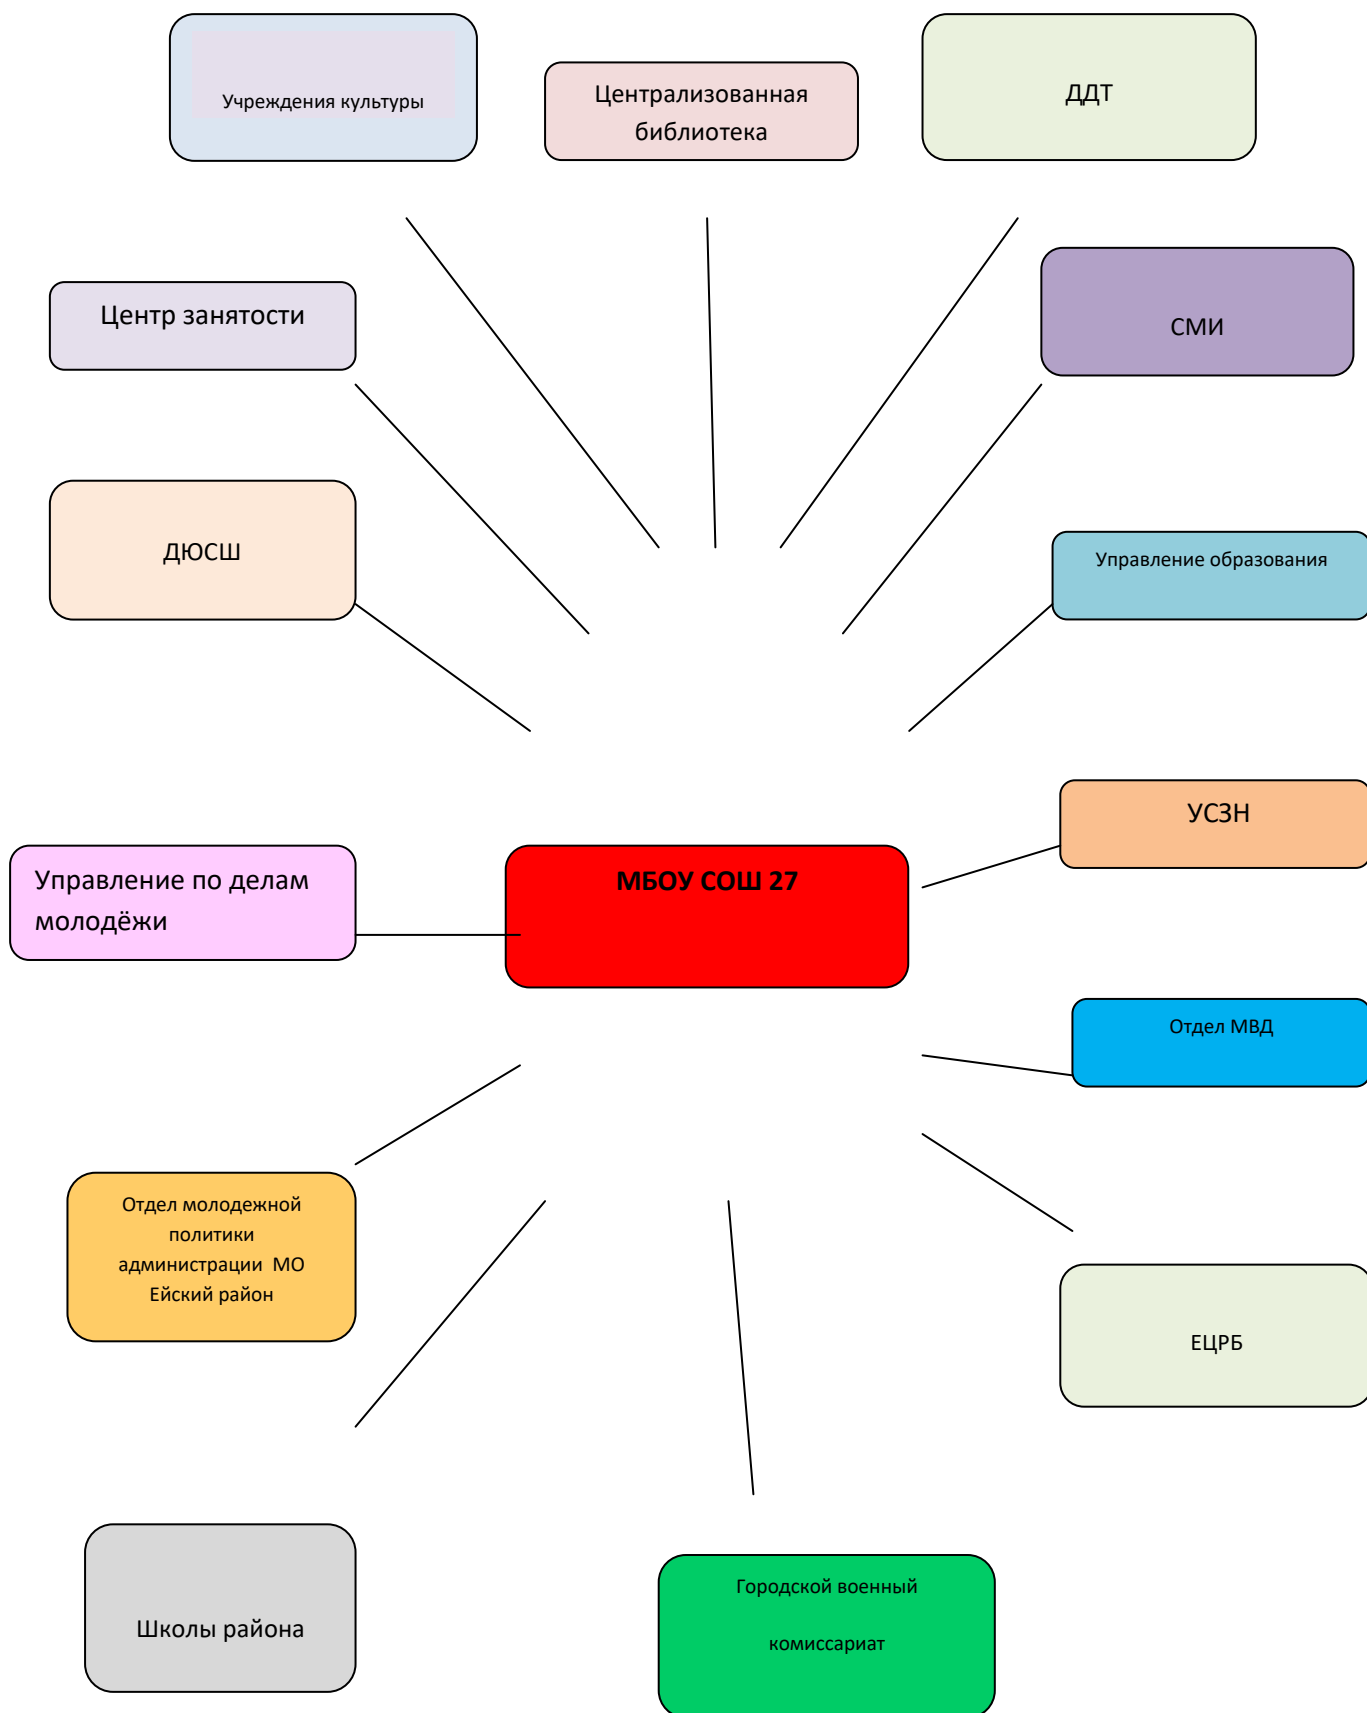 Учреждения культуры
Централизованная
библиотека
ДДТ
Центр занятости
СМИ
ДЮСШ
Управление образования
УСЗН
Управление по делам
молодёжи
МБОУ СОШ 27
Отдел МВД
Отдел молодежной
политики
администрации МО
Ейский район
ЕЦРБ
Школы района
Городской военный
комиссариат